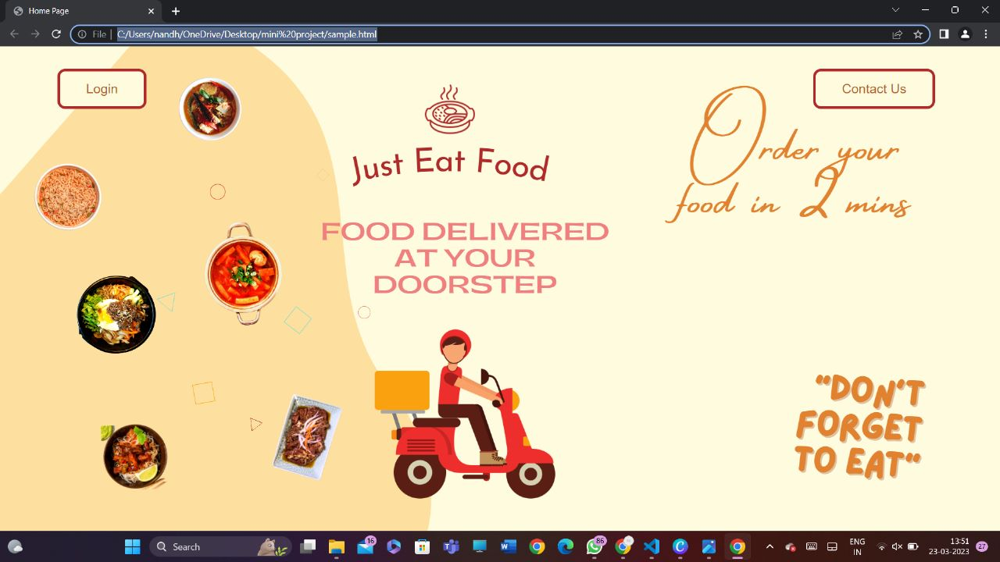 Home Page
File
C:/Users/nandh/OneDrive/Desktop/mini%20project/sample.html
Login
Contact Us
Just Eat Food
Order your
food in 2 mins
FOOD DELIVERED
AT YOUR
DOORSTEP
"DON'T
FORGET
TO EAT"
Search
16
86
ENG
IN
13:51
23-03-2023
27